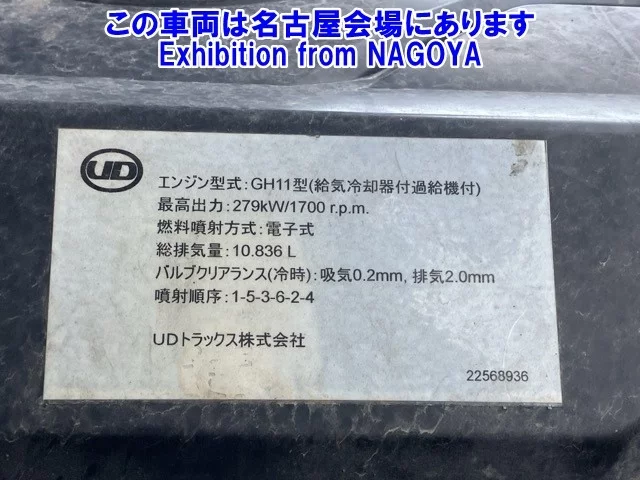 この車両は名古屋会場にあります
Exhibition from NAGOYA
UD
エンジン型式:GH11型(給気冷却器付過給機付)
最高出力:279kW/1700 r.p.m.
燃料噴射方式:電子式
総排気量:10.836 L
バルブクリアランス(冷時):吸気0.2mm, 排気2.0mm
噴射順序:1-5-3-6-2-4
UDトラックス株式会社
22568936